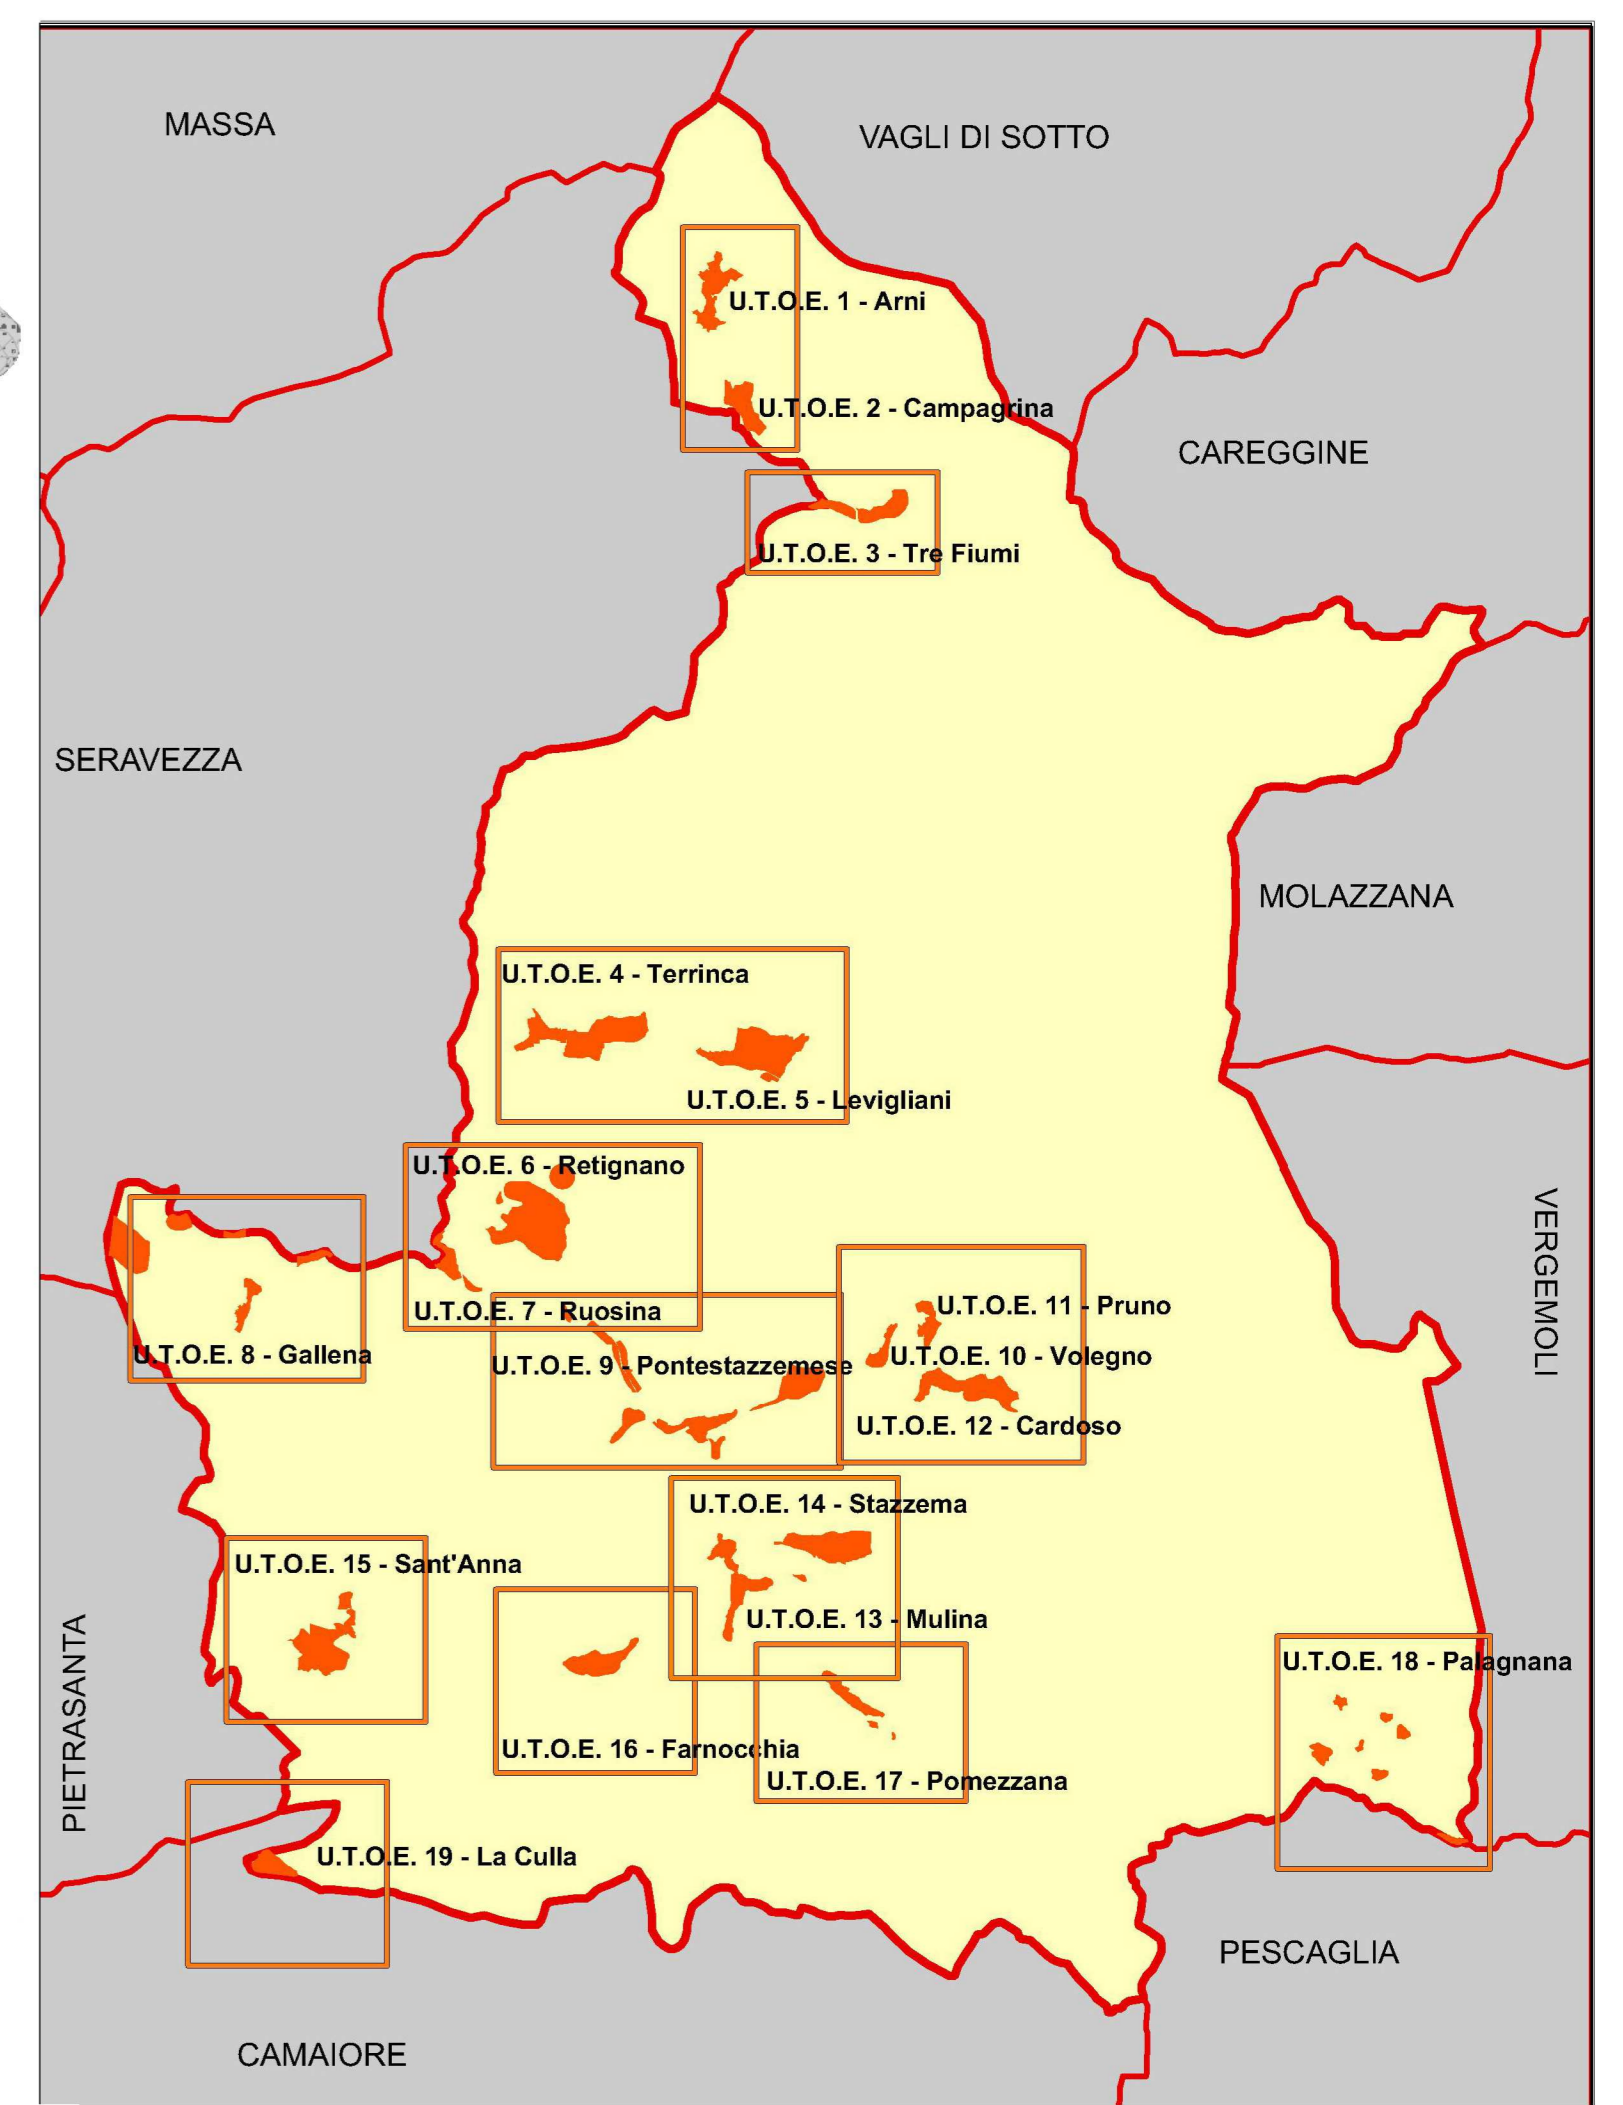 MASSA
VAGLI DI SOTTO
U.T.O.E. 1 - Arni
U.T.O.E. 2 - Campagrina
CAREGGINE
U.T.O.E. 3 - Tre Fiumi
SERAVEZZA
MOLAZZANA
U.T.O.E. 4 - Terrinca
U.T.O.E. 5 - Levigliani
U.T.O.E. 6 - Retignano
VERGEMOLI
U.T.O.E. 7 - Ruosina
U.T.O.E. 11 - Pruno
U.T.O.E. 8 - Gallena
U.T.O.E. 9 - Pontestazzemese
U.T.O.E. 10 - Volegno
U.T.O.E. 12 - Cardoso
U.T.O.E. 14 - Stazzema
U.T.O.E. 15 - Sant'Anna
U.T.O.E. 13 - Mulina
PIETRASANTA
U.T.O.E. 18 - Palagnana
U.T.O.E. 16 - Farnocchia
U.T.O.E. 17 - Pomezzana
U.T.O.E. 19 - La Culla
PESCAGLIA
CAMAIORE